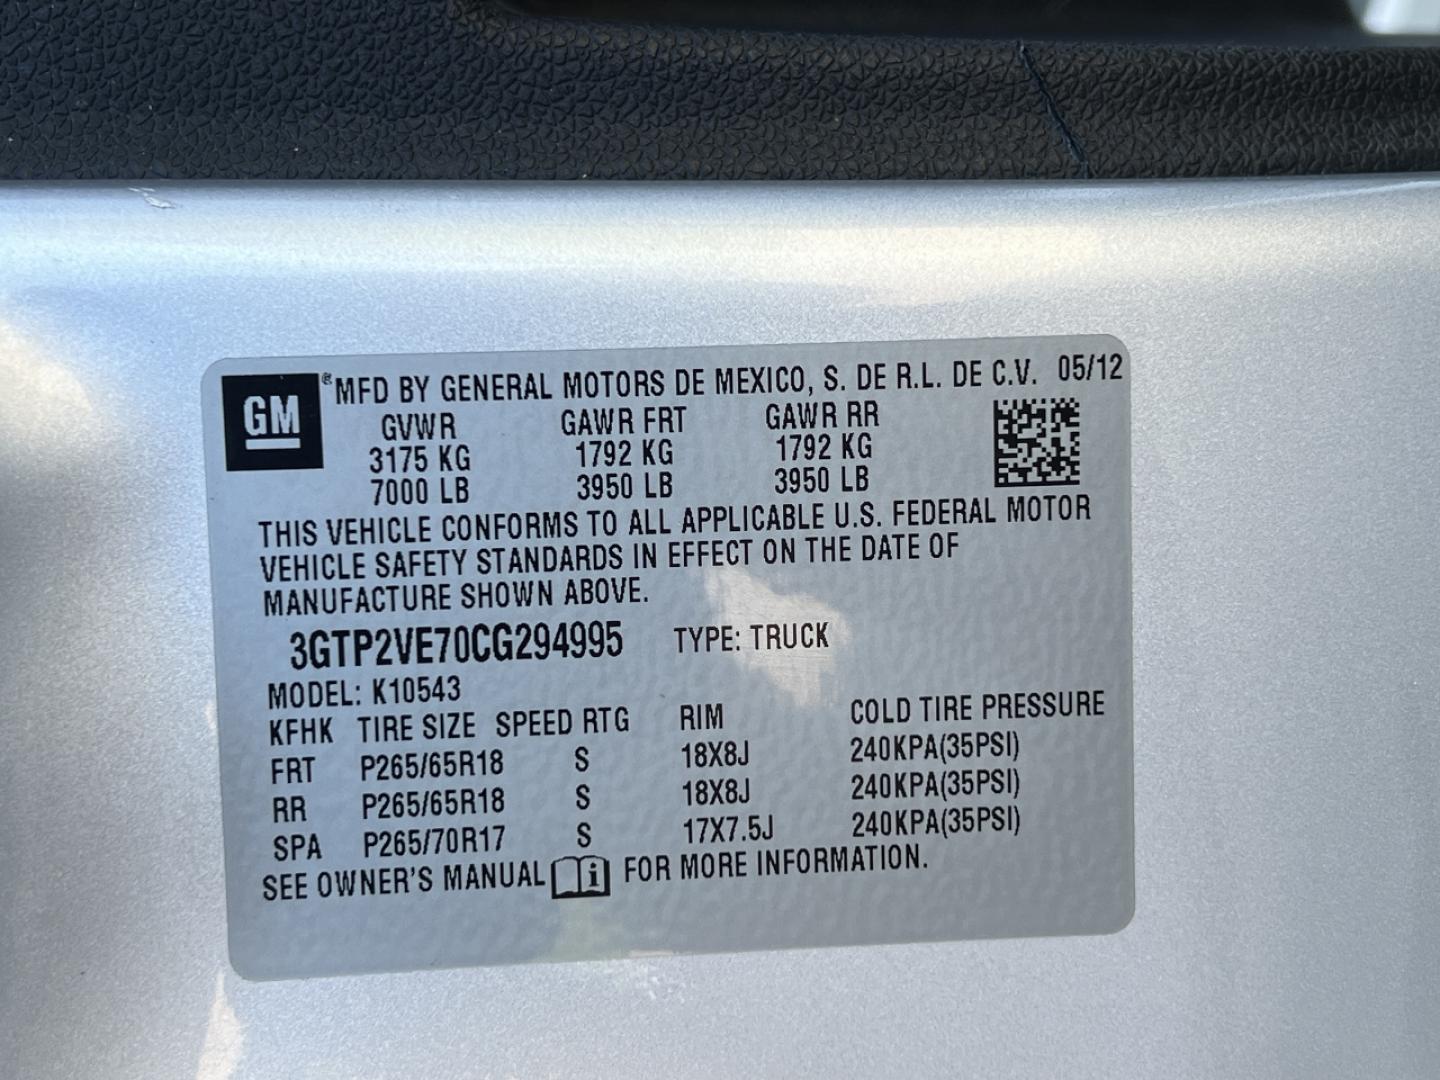 GM ® MFD BY GENERAL MOTORS DE MEXICO, S. DE R.L. DE C.V. 05/12
GVWR GAWR FRT GAWR RR
3175 KG 1792 KG 1792 KG
7000 LB 3950 LB 3950 LB
THIS VEHICLE CONFORMS TO ALL APPLICABLE U.S. FEDERAL MOTOR
VEHICLE SAFETY STANDARDS IN EFFECT ON THE DATE OF
MANUFACTURE SHOWN ABOVE.
3GTP2VE70CG294995 TYPE: TRUCK
MODEL: K10543
KFHK TIRE SIZE SPEED RTG RIM COLD TIRE PRESSURE
FRT P265/65R18 S 18X8J 240KPA(35PSI)
RR P265/65R18 S 18X8J 240KPA(35PSI)
SPA P265/70R17 S 17X7.5J 240KPA(35PSI)
SEE OWNER'S MANUAL i FOR MORE INFORMATION.